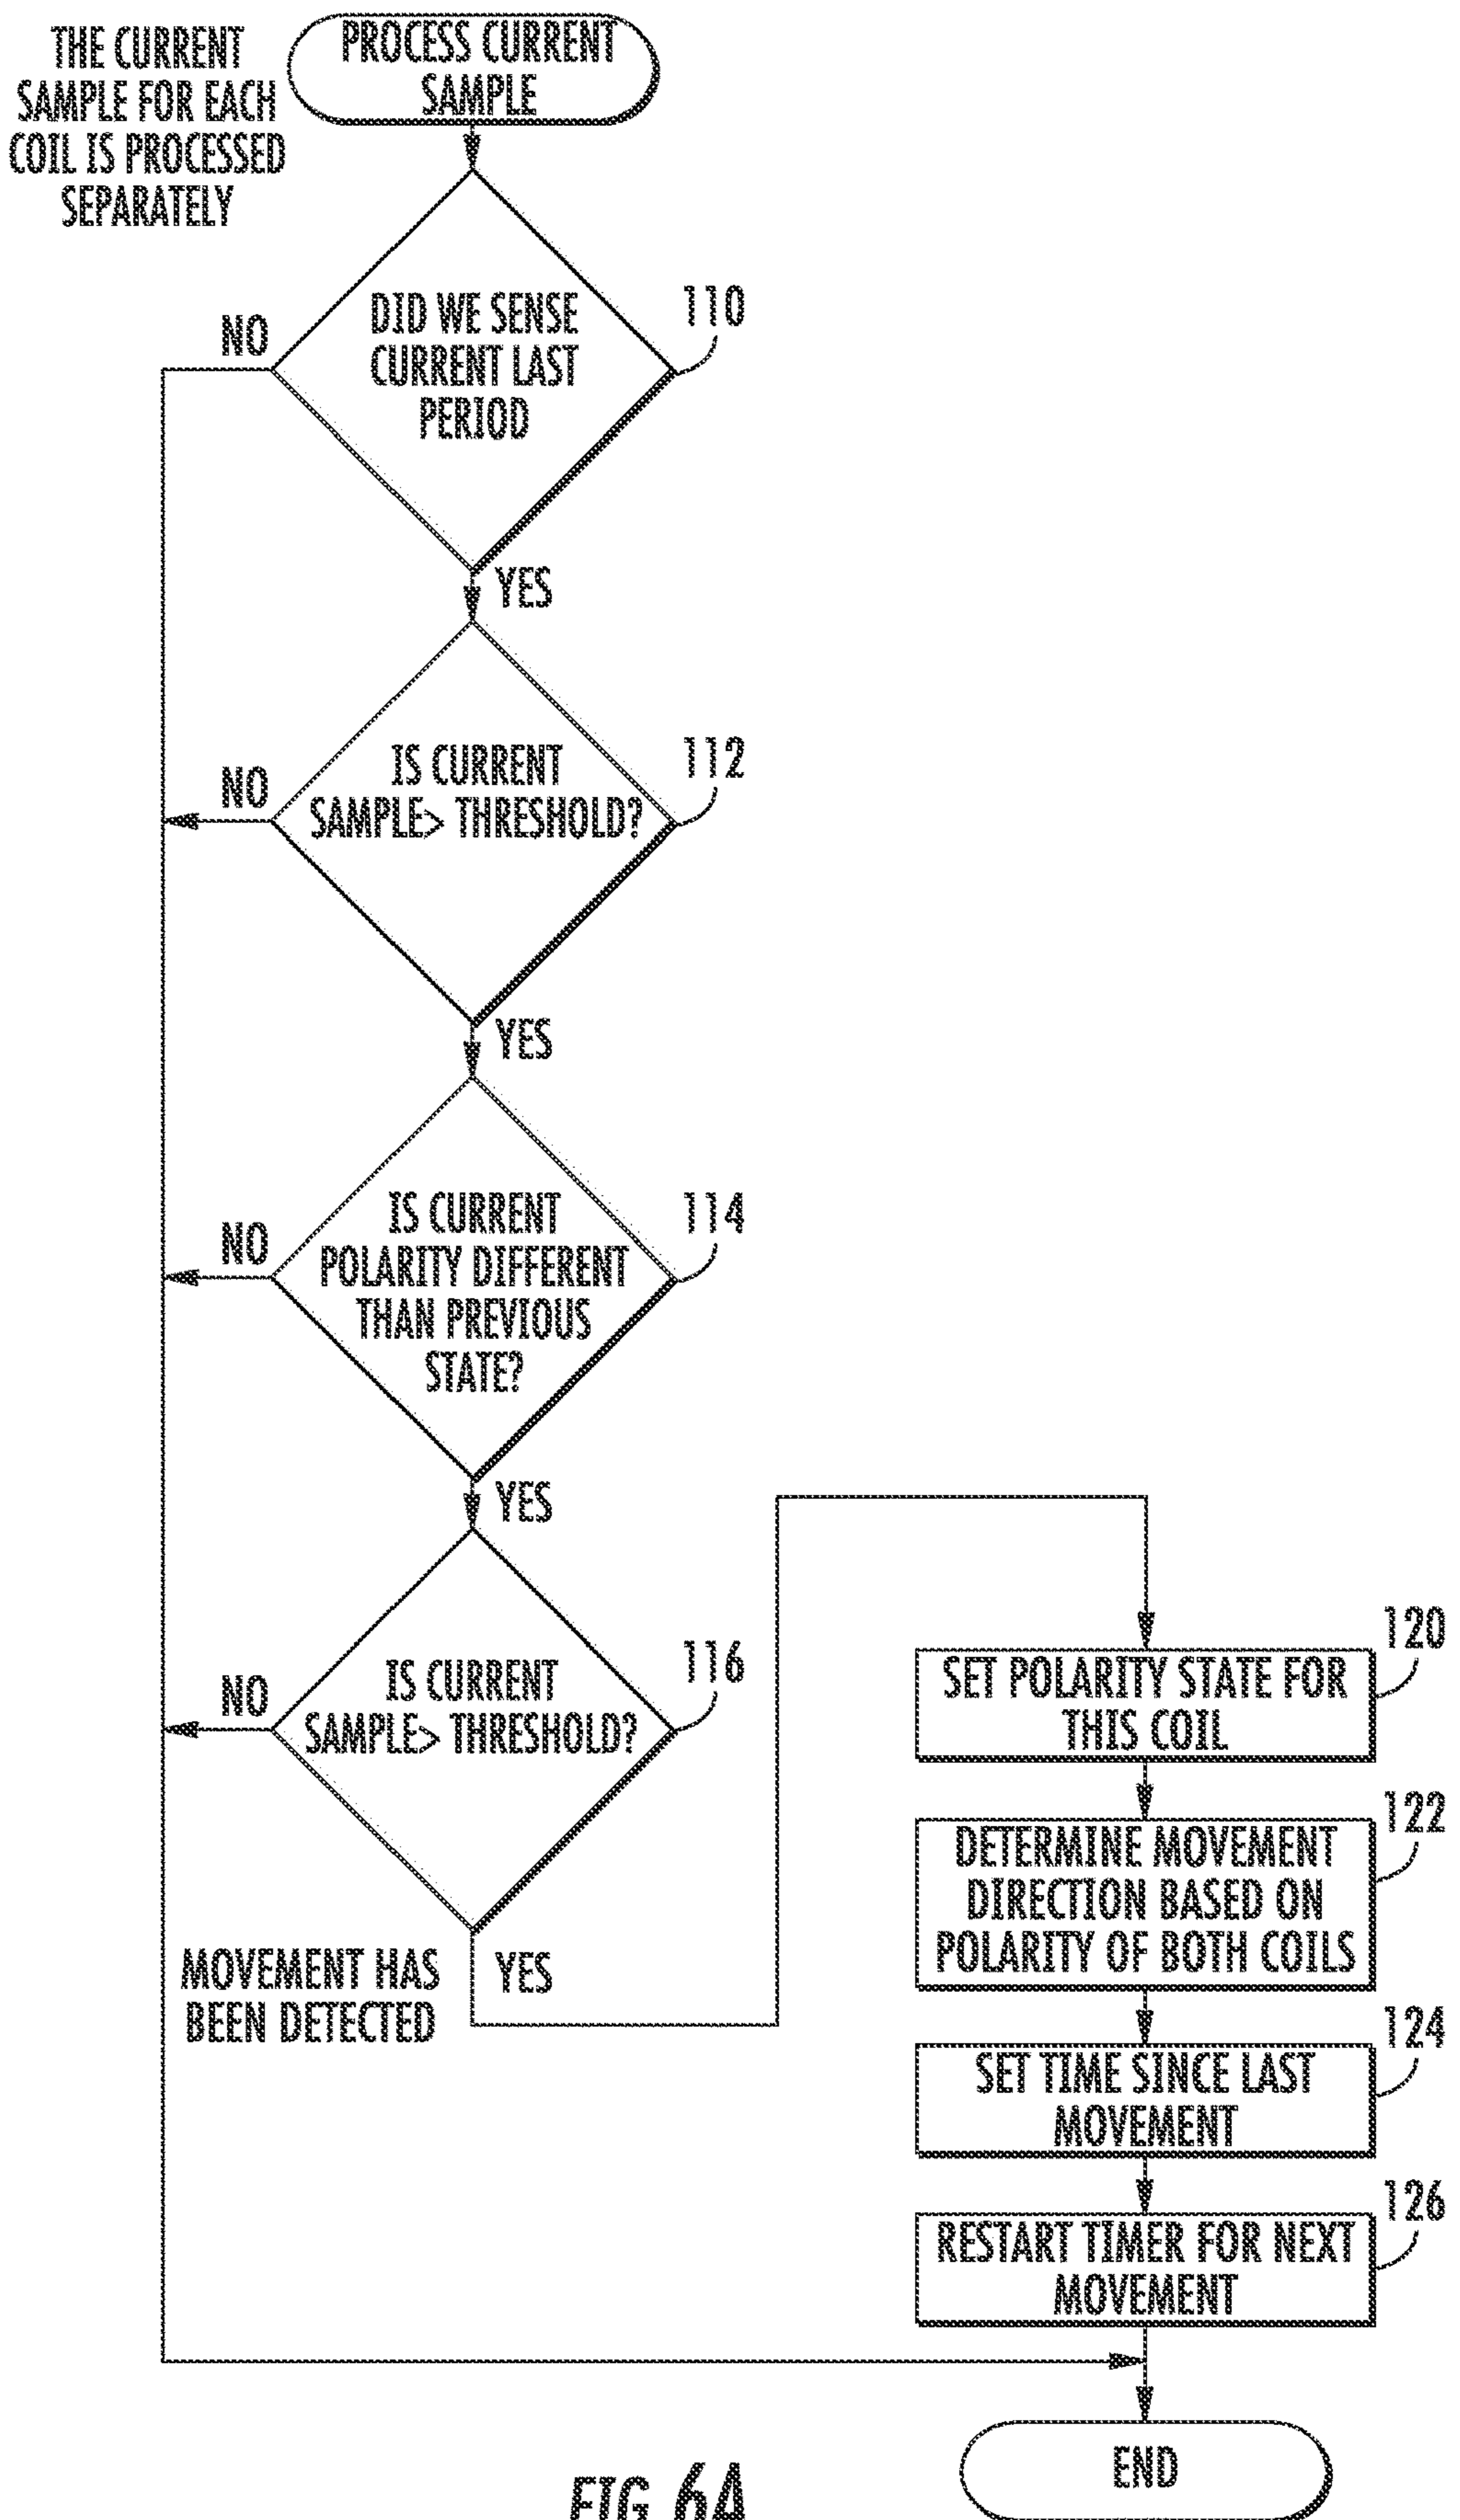 THE CURRENT
SAMPLE FOR EACH
COIL IS PROCESSED
SEPARATELY
PROCESS CURRENT
SAMPLE
DID WE SENSE
CURRENT LAST
PERIOD
110
NO
YES
IS CURRENT
SAMPLE> THRESHOLD?
112
NO
YES
IS CURRENT
POLARITY DIFFERENT
THAN PREVIOUS
STATE?
114
NO
YES
IS CURRENT
SAMPLE> THRESHOLD?
116
NO
YES
MOVEMENT HAS
BEEN DETECTED
SET POLARITY STATE FOR
THIS COIL
120
DETERMINE MOVEMENT
DIRECTION BASED ON
POLARITY OF BOTH COILS
122
SET TIME SINCE LAST
MOVEMENT
124
RESTART TIMER FOR NEXT
MOVEMENT
126
END
FIG. 6A